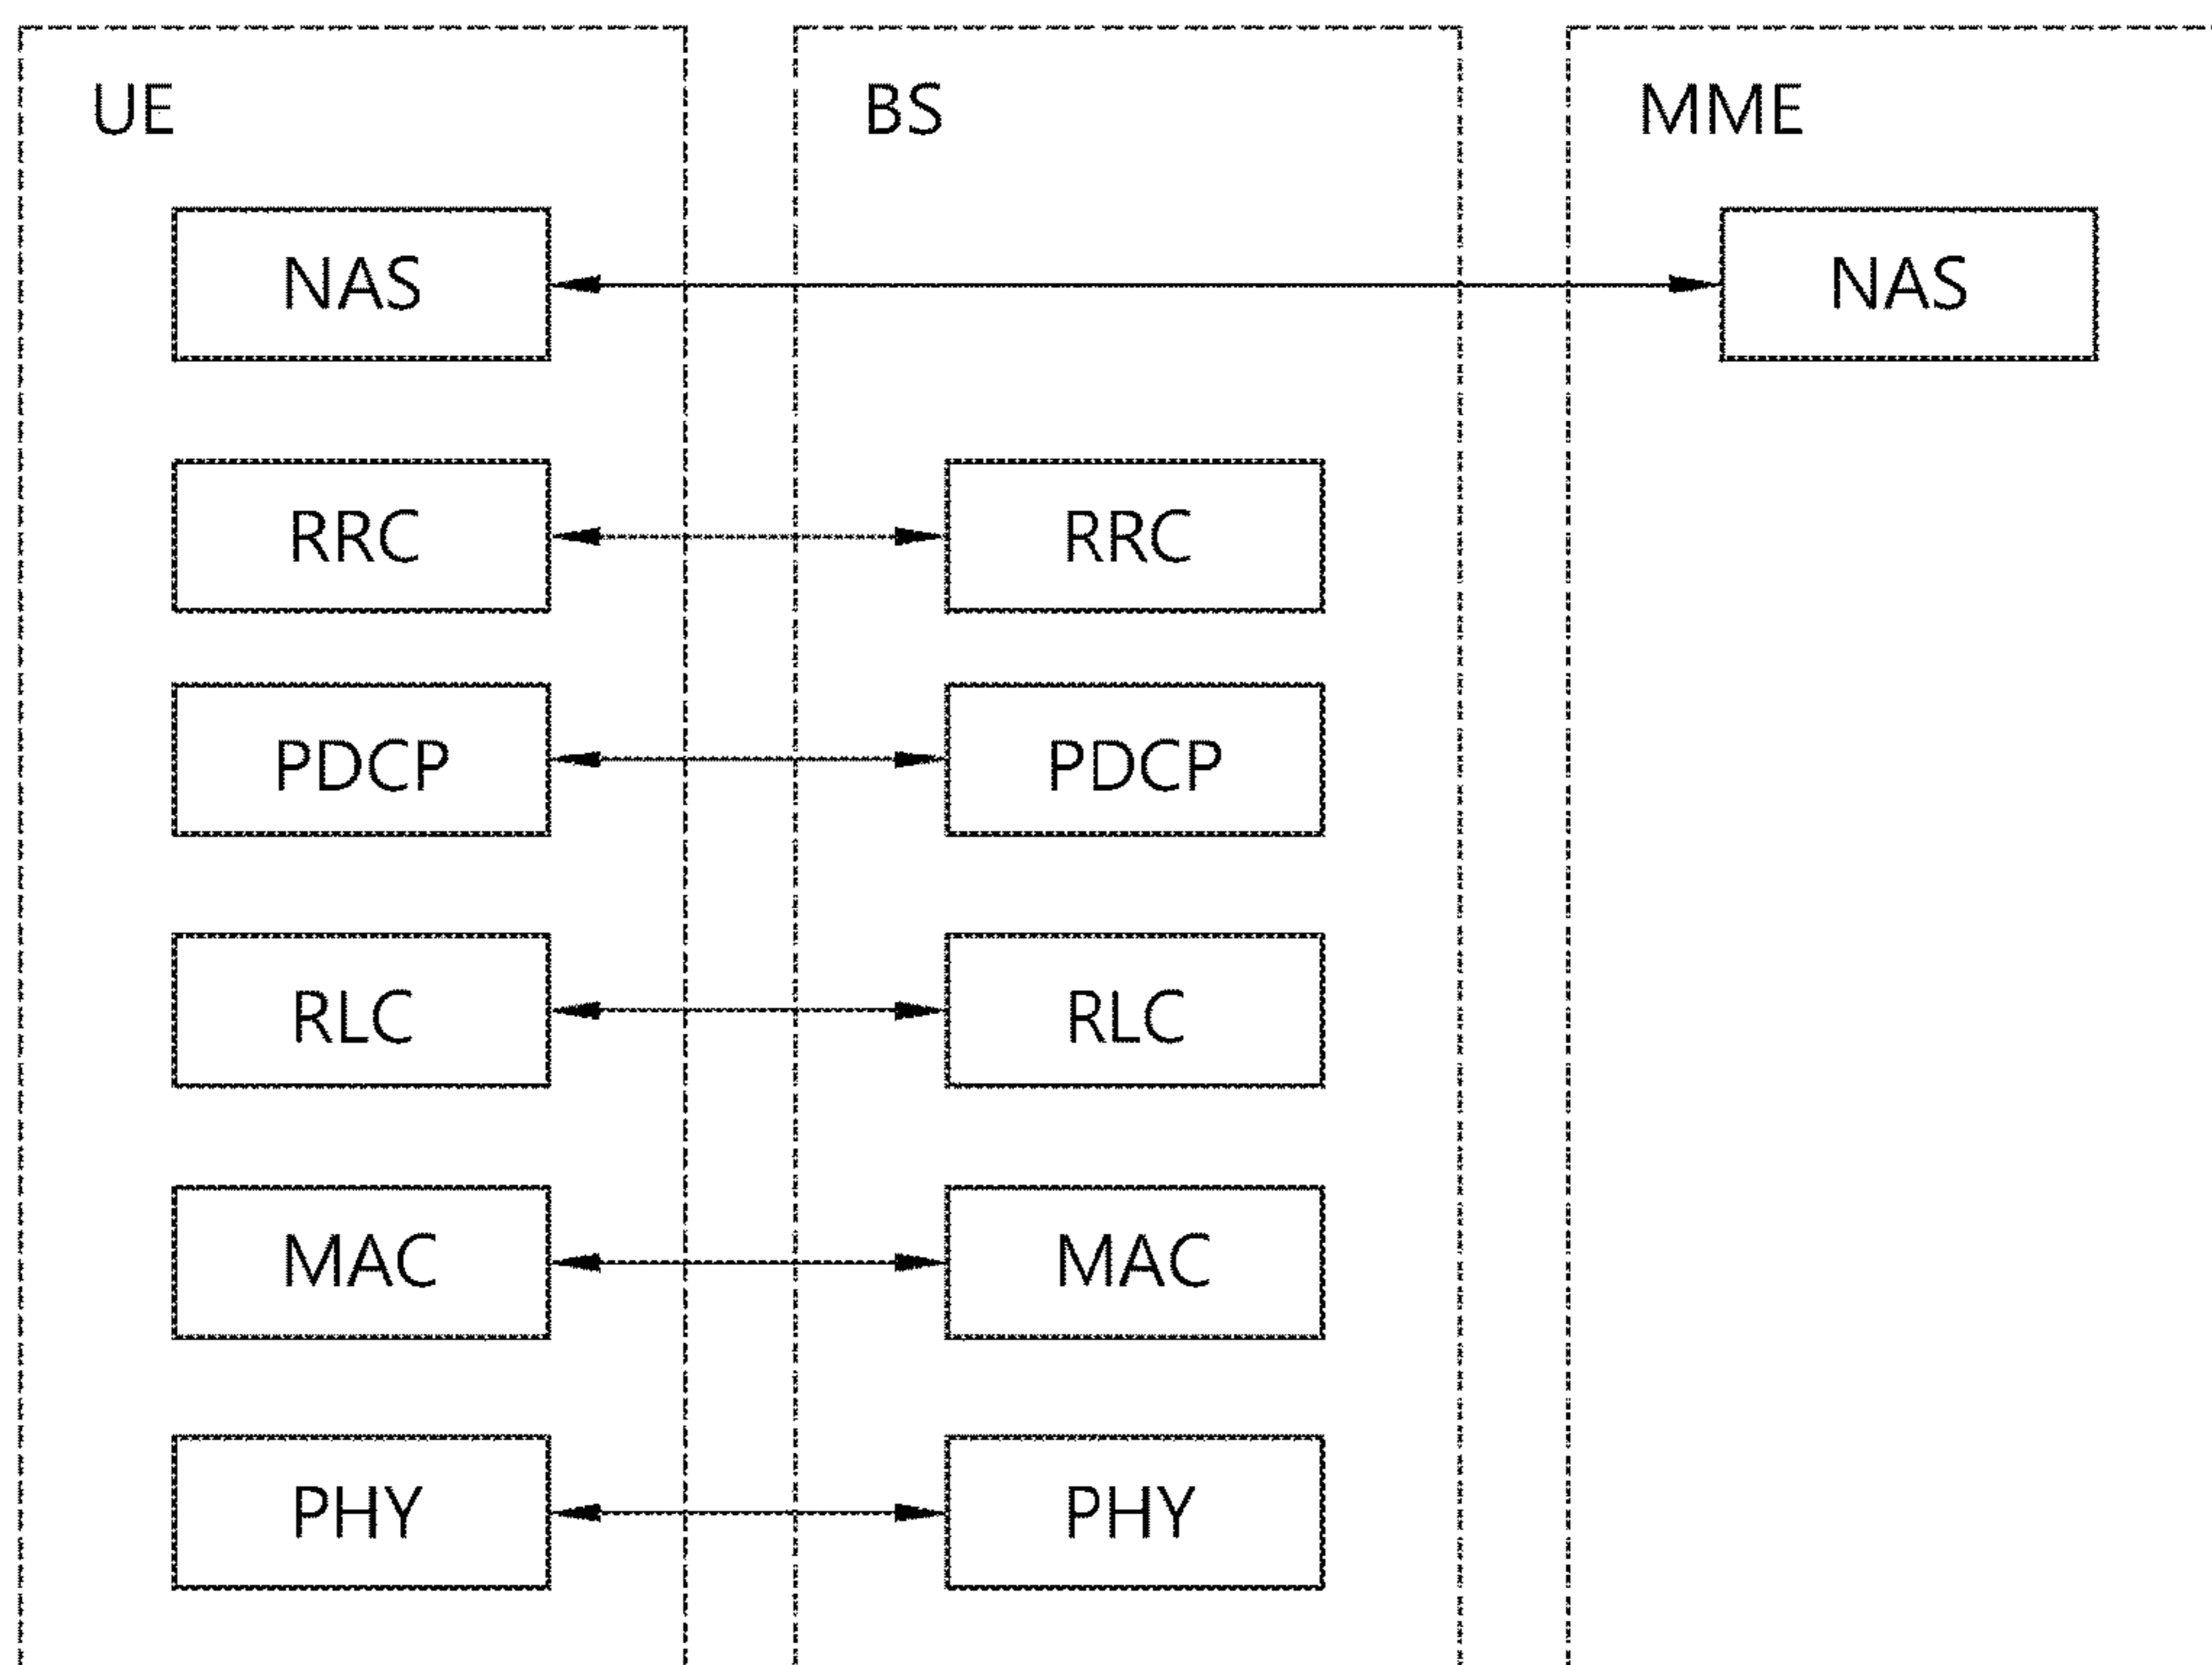 UE BS MME
NAS NAS
RRC RRC
PDCP PDCP
RLC RLC
MAC MAC
PHY PHY